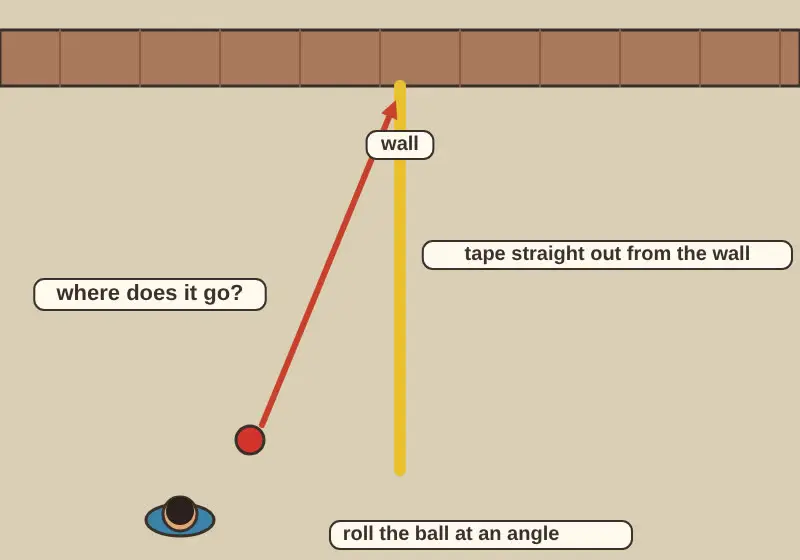 wall
tape straight out from the wall
where does it go?
roll the ball at an angle